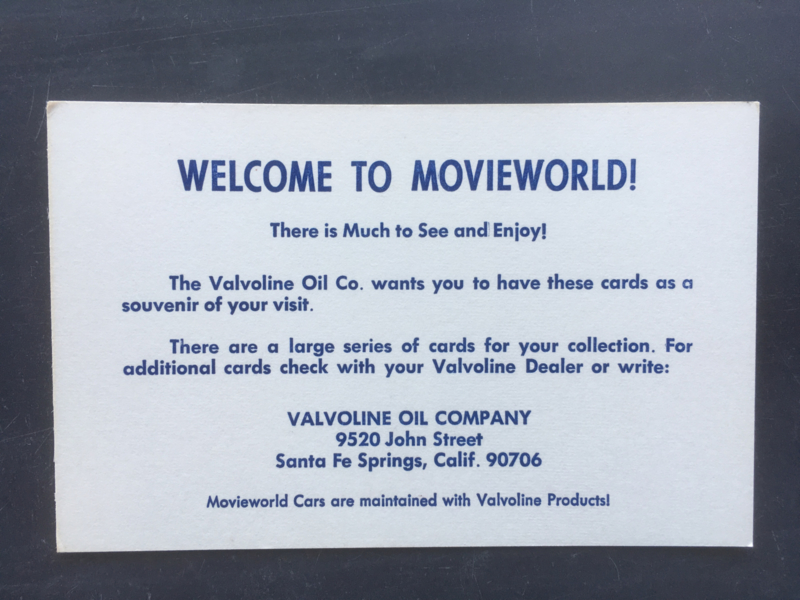 WELCOME TO MOVIEWORLD!
There is Much to See and Enjoy!
The Valvoline Oil Co. wants you to have these cards as a
souvenir of your visit.
There are a large series of cards for your collection. For
additional cards check with your Valvoline Dealer or write:
VALVOLINE OIL COMPANY
9520 John Street
Santa Fe Springs, Calif. 90706
Movieworld Cars are maintained with Valvoline Products!